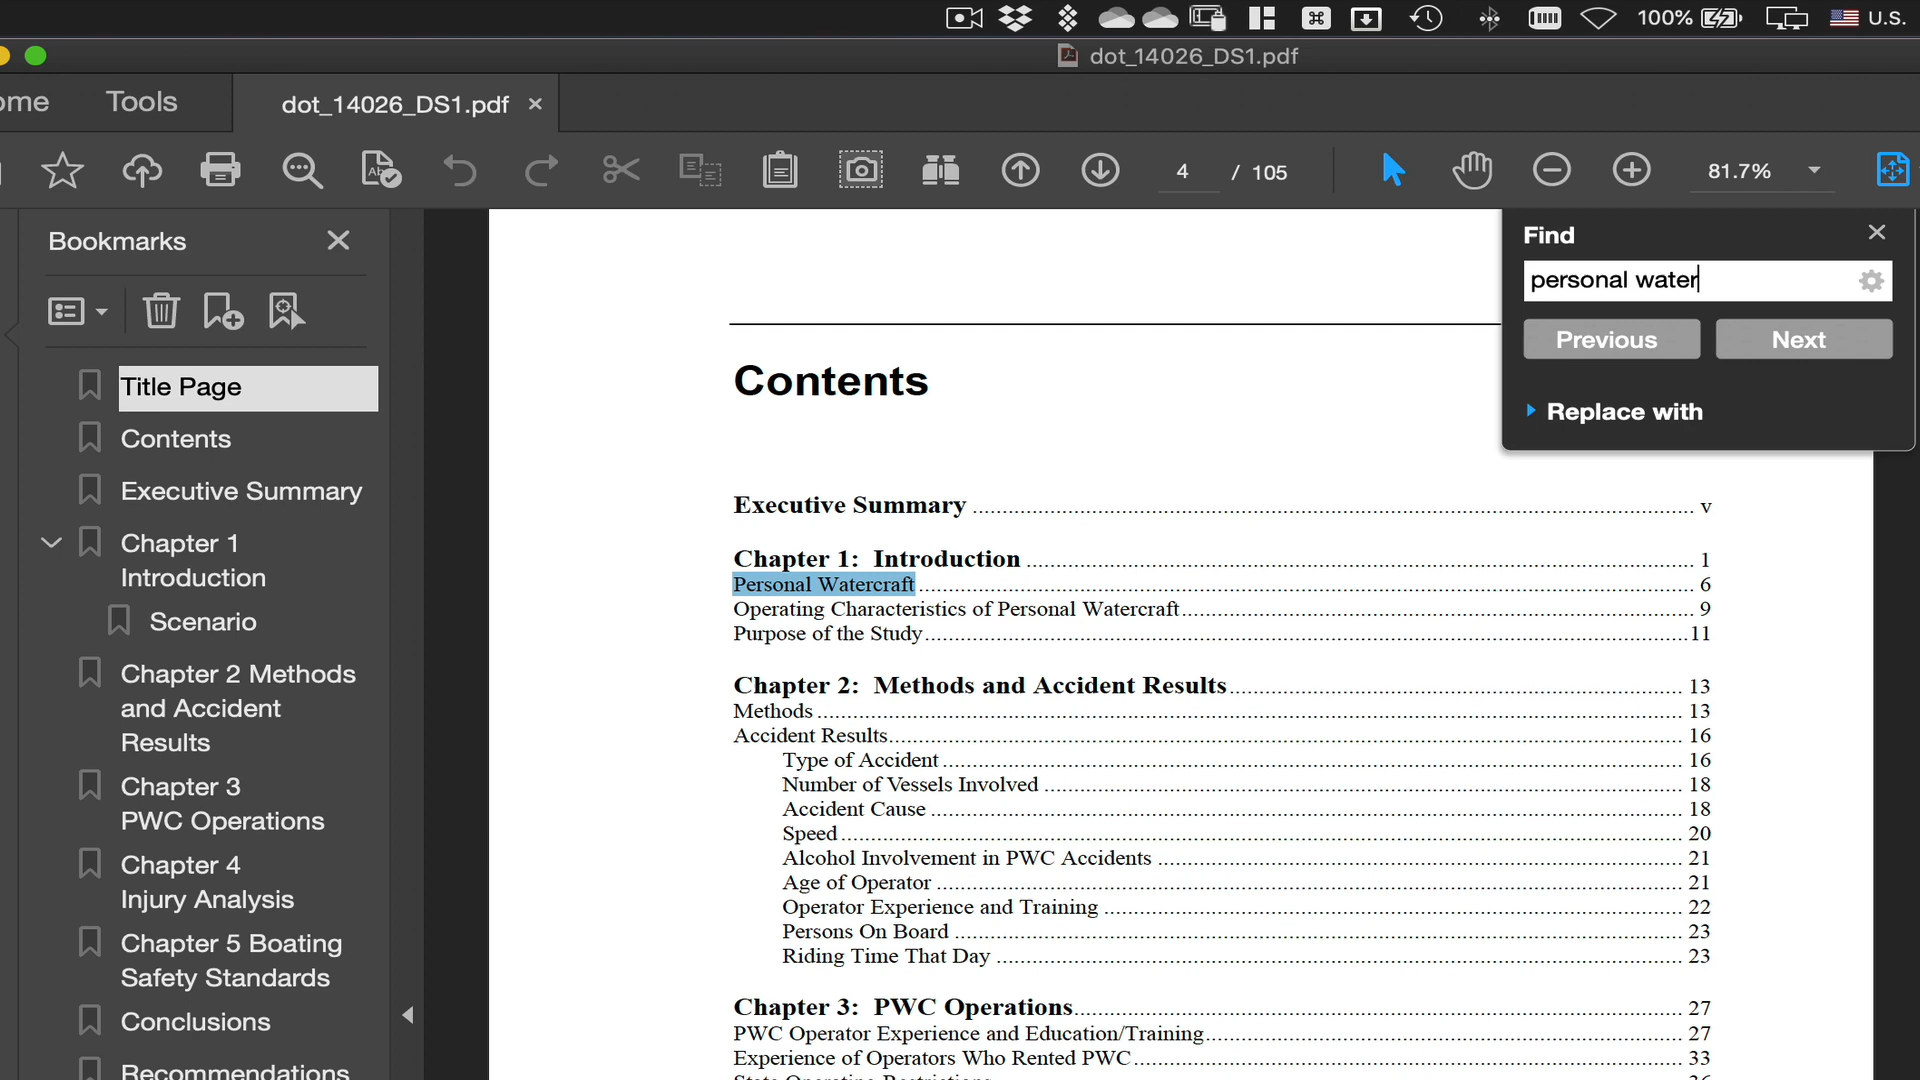 100%
U.S.
dot_14026_DS1.pdf
ome
Tools
dot_14026_DS1.pdf
4 / 105
81.7%
Bookmarks
Title Page
Contents
Executive Summary
Chapter 1
Introduction
Scenario
Chapter 2 Methods
and Accident
Results
Chapter 3
PWC Operations
Chapter 4
Injury Analysis
Chapter 5 Boating
Safety Standards
Conclusions
Recommendations
Find
personal water
Previous
Next
Replace with
Contents
Executive Summary ........ v
Chapter 1: Introduction ........ 1
Personal Watercraft ........ 6
Operating Characteristics of Personal Watercraft ........ 9
Purpose of the Study ........ 11
Chapter 2: Methods and Accident Results ........ 13
Methods ........ 13
Accident Results ........ 16
Type of Accident ........ 16
Number of Vessels Involved ........ 18
Accident Cause ........ 18
Speed ........ 20
Alcohol Involvement in PWC Accidents ........ 21
Age of Operator ........ 21
Operator Experience and Training ........ 22
Persons On Board ........ 23
Riding Time That Day ........ 23
Chapter 3: PWC Operations ........ 27
PWC Operator Experience and Education/Training ........ 27
Experience of Operators Who Rented PWC ........ 33